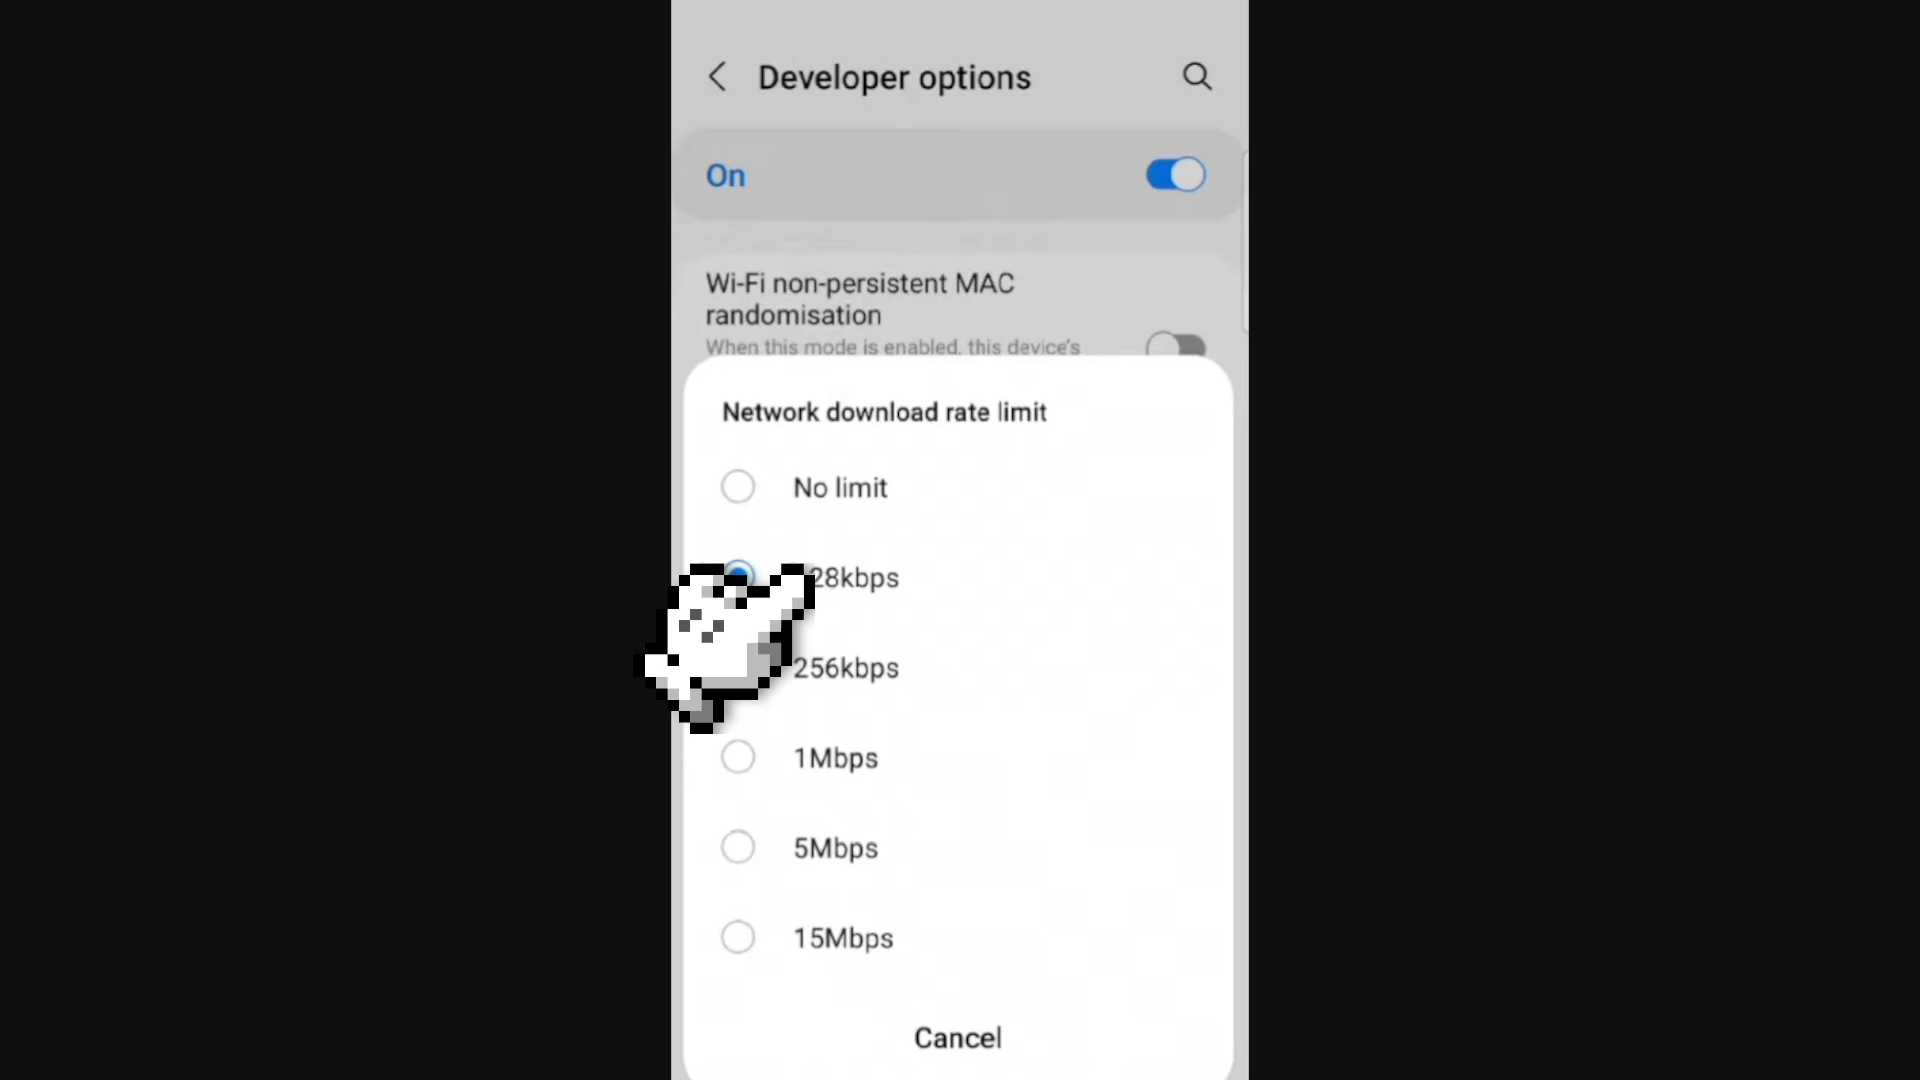 Developer options
On
Wi-Fi non-persistent MAC
randomisation
When this mode is enabled, this device's
Network download rate limit
No limit
28kbps
256kbps
1Mbps
5Mbps
15Mbps
Cancel